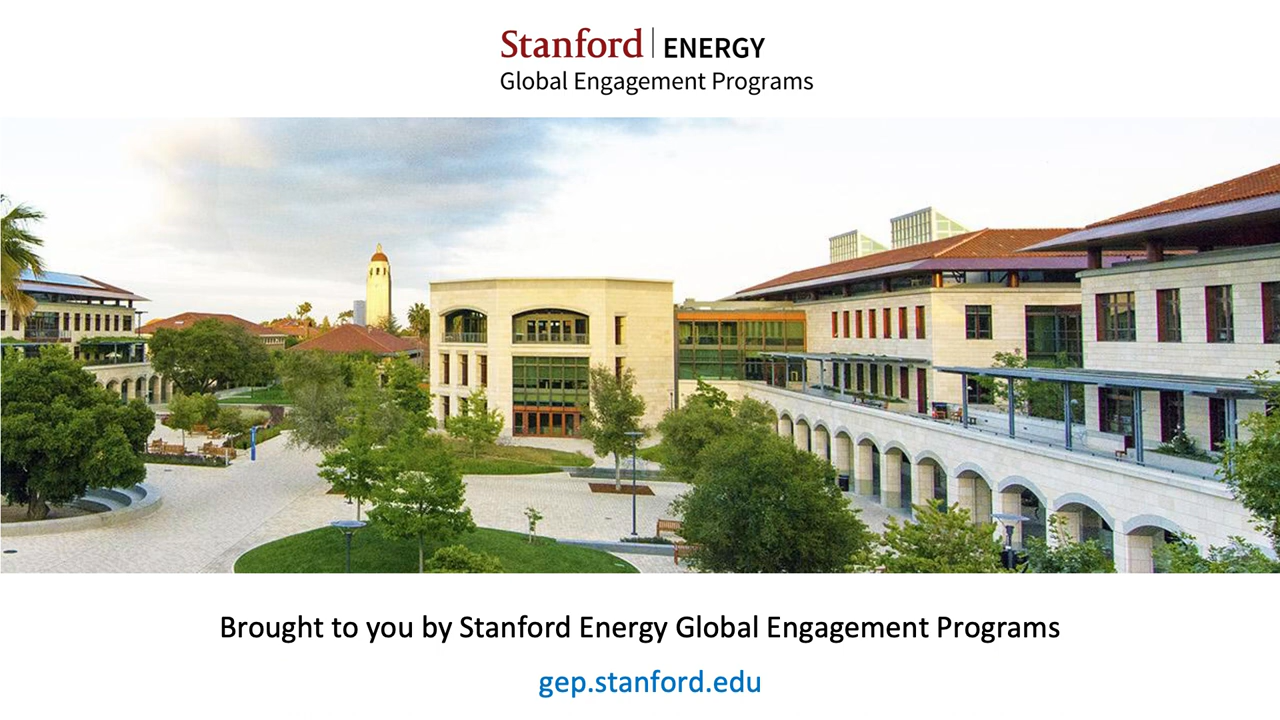 Stanford | ENERGY
Global Engagement Programs
Brought to you by Stanford Energy Global Engagement Programs
gep.stanford.edu